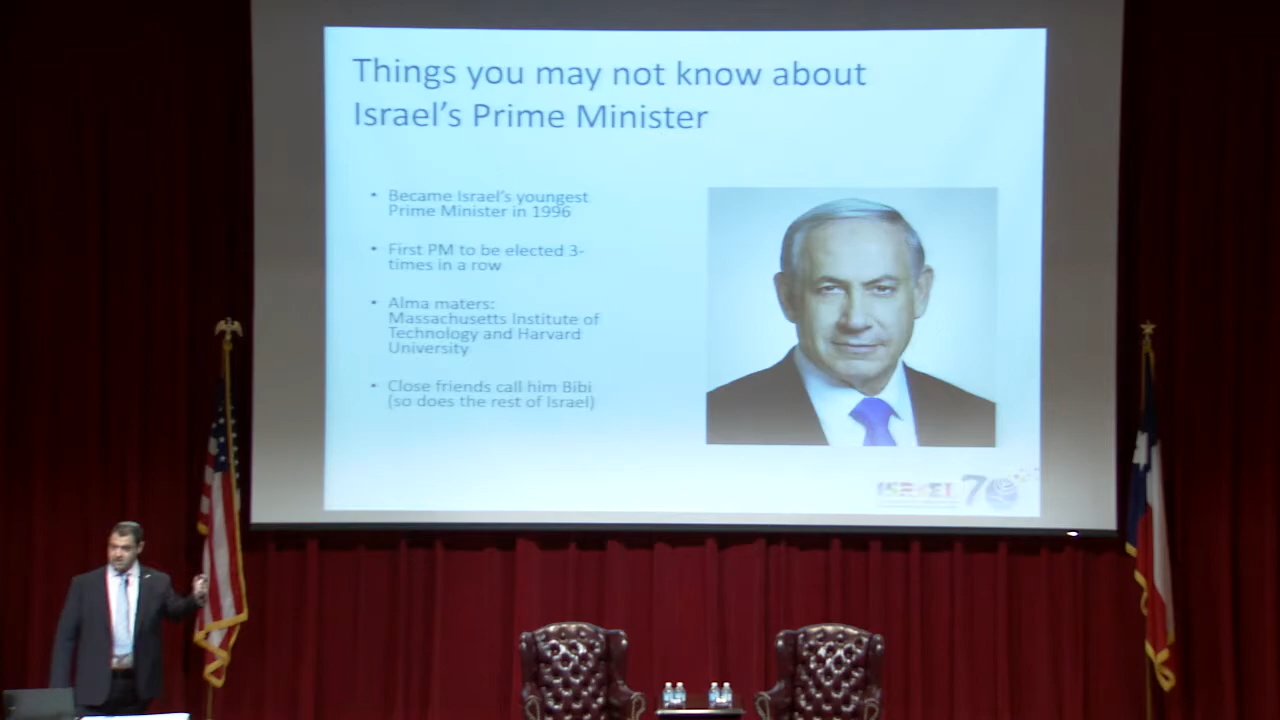 Things you may not know about
Israel's Prime Minister
• Became Israel's youngest
Prime Minister in 1996
• First PM to be elected 3-
times in a row
• Alma maters:
Massachusetts Institute of
Technology and Harvard
University
• Close friends call him Bibi
(so does the rest of Israel)
ISRAEL 70